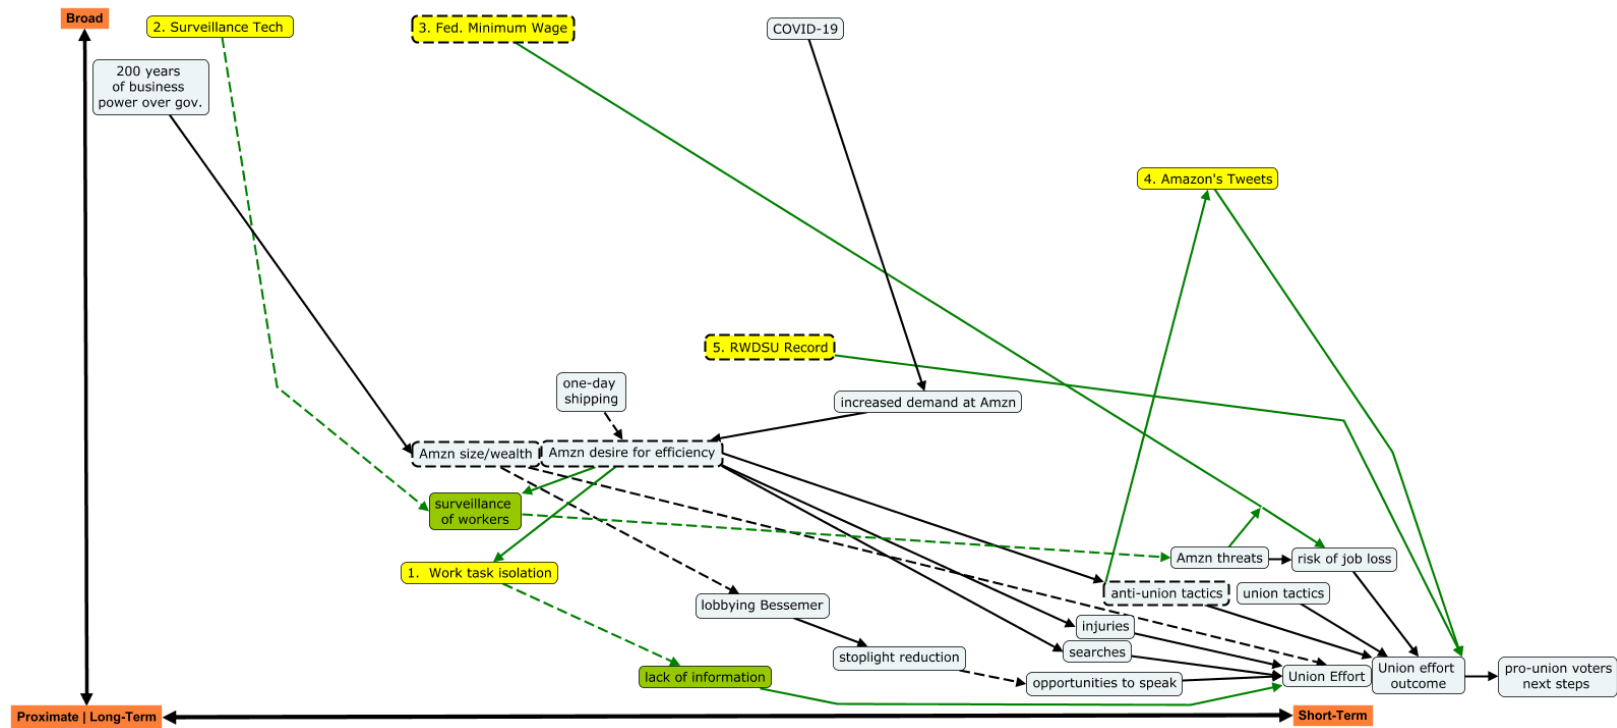 Broad
2. Surveillance Tech
3. Fed. Minimum Wage
COVID-19
200 years
of business
power over gov.
4. Amazon's Tweets
5. RWDSU Record
one-day
shipping
increased demand at Amzn
Amzn size/wealth
Amzn desire for efficiency
surveillance
of workers
Amzn threats
risk of job loss
1. Work task isolation
anti-union tactics
union tactics
lobbying Bessemer
injuries
searches
stoplight reduction
lack of information
opportunities to speak
Union Effort
Union effort
outcome
pro-union voters
next steps
Proximate | Long-Term
Short-Term